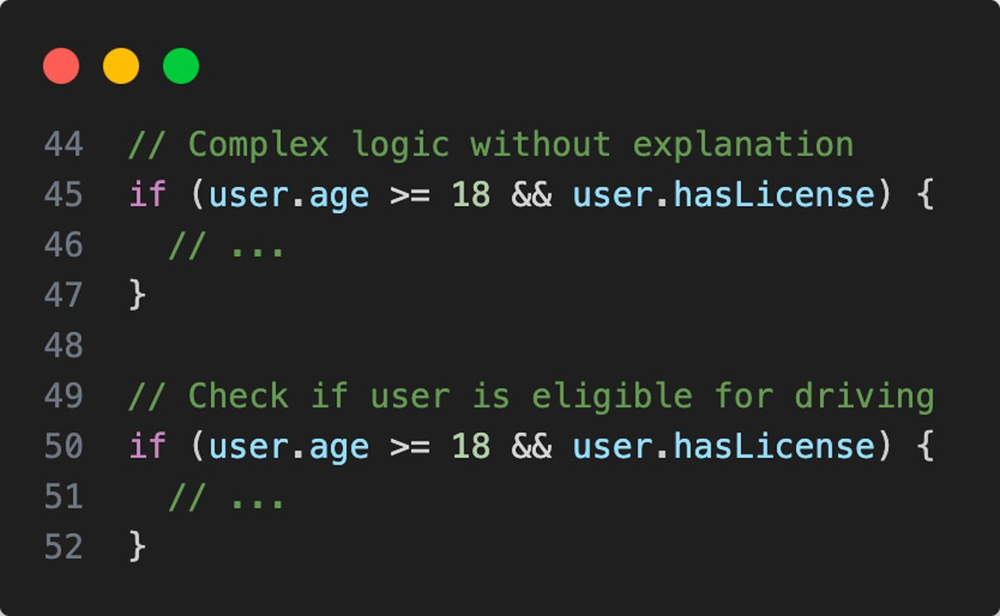 44 // Complex logic without explanation
45 if (user.age >= 18 && user.hasLicense) {
46   // ...
47 }
48
49 // Check if user is eligible for driving
50 if (user.age >= 18 && user.hasLicense) {
51   // ...
52 }